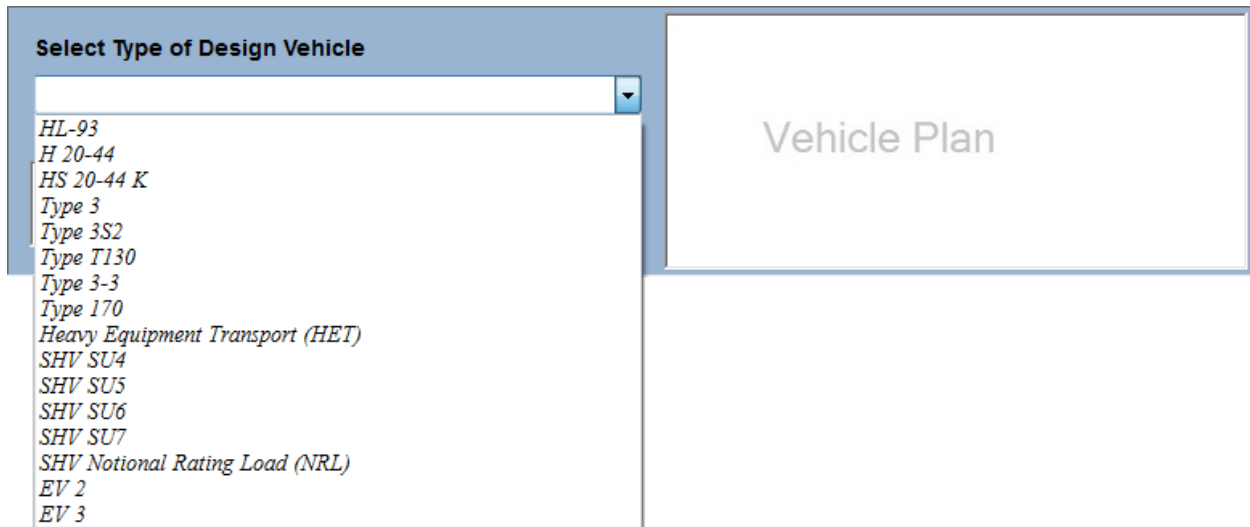 Select Type of Design Vehicle
HL-93
H 20-44
HS 20-44 K
Type 3
Type 3S2
Type T130
Type 3-3
Type 170
Heavy Equipment Transport (HET)
SHV SU4
SHV SU5
SHV SU6
SHV SU7
SHV Notional Rating Load (NRL)
EV 2
EV 3
Vehicle Plan